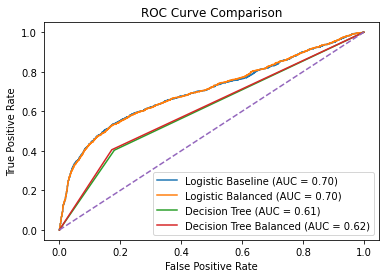 ROC Curve Comparison
True Positive Rate
1.0
0.8
0.6
0.4
0.2
0.0
Logistic Baseline (AUC = 0.70)
Logistic Balanced (AUC = 0.70)
Decision Tree (AUC = 0.61)
Decision Tree Balanced (AUC = 0.62)
0.0 0.2 0.4 0.6 0.8 1.0
False Positive Rate